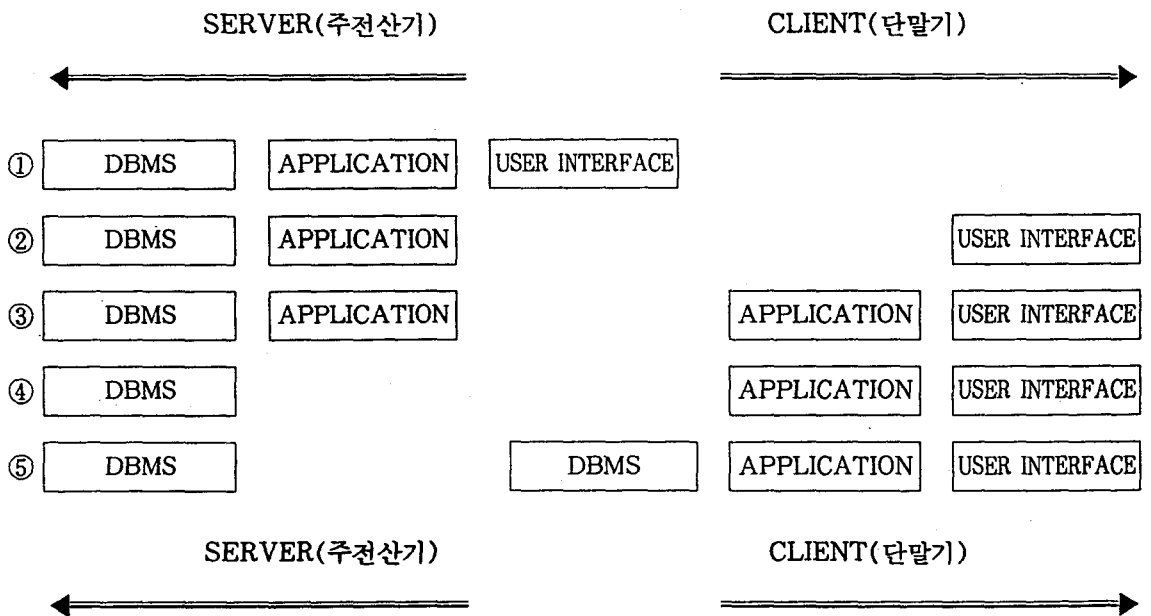 SERVER(주전산기) CLIENT(단말기)
① DBMS APPLICATION USER INTERFACE
② DBMS APPLICATION USER INTERFACE
③ DBMS APPLICATION APPLICATION USER INTERFACE
④ DBMS APPLICATION USER INTERFACE
⑤ DBMS DBMS APPLICATION USER INTERFACE
SERVER(주전산기) CLIENT(단말기)